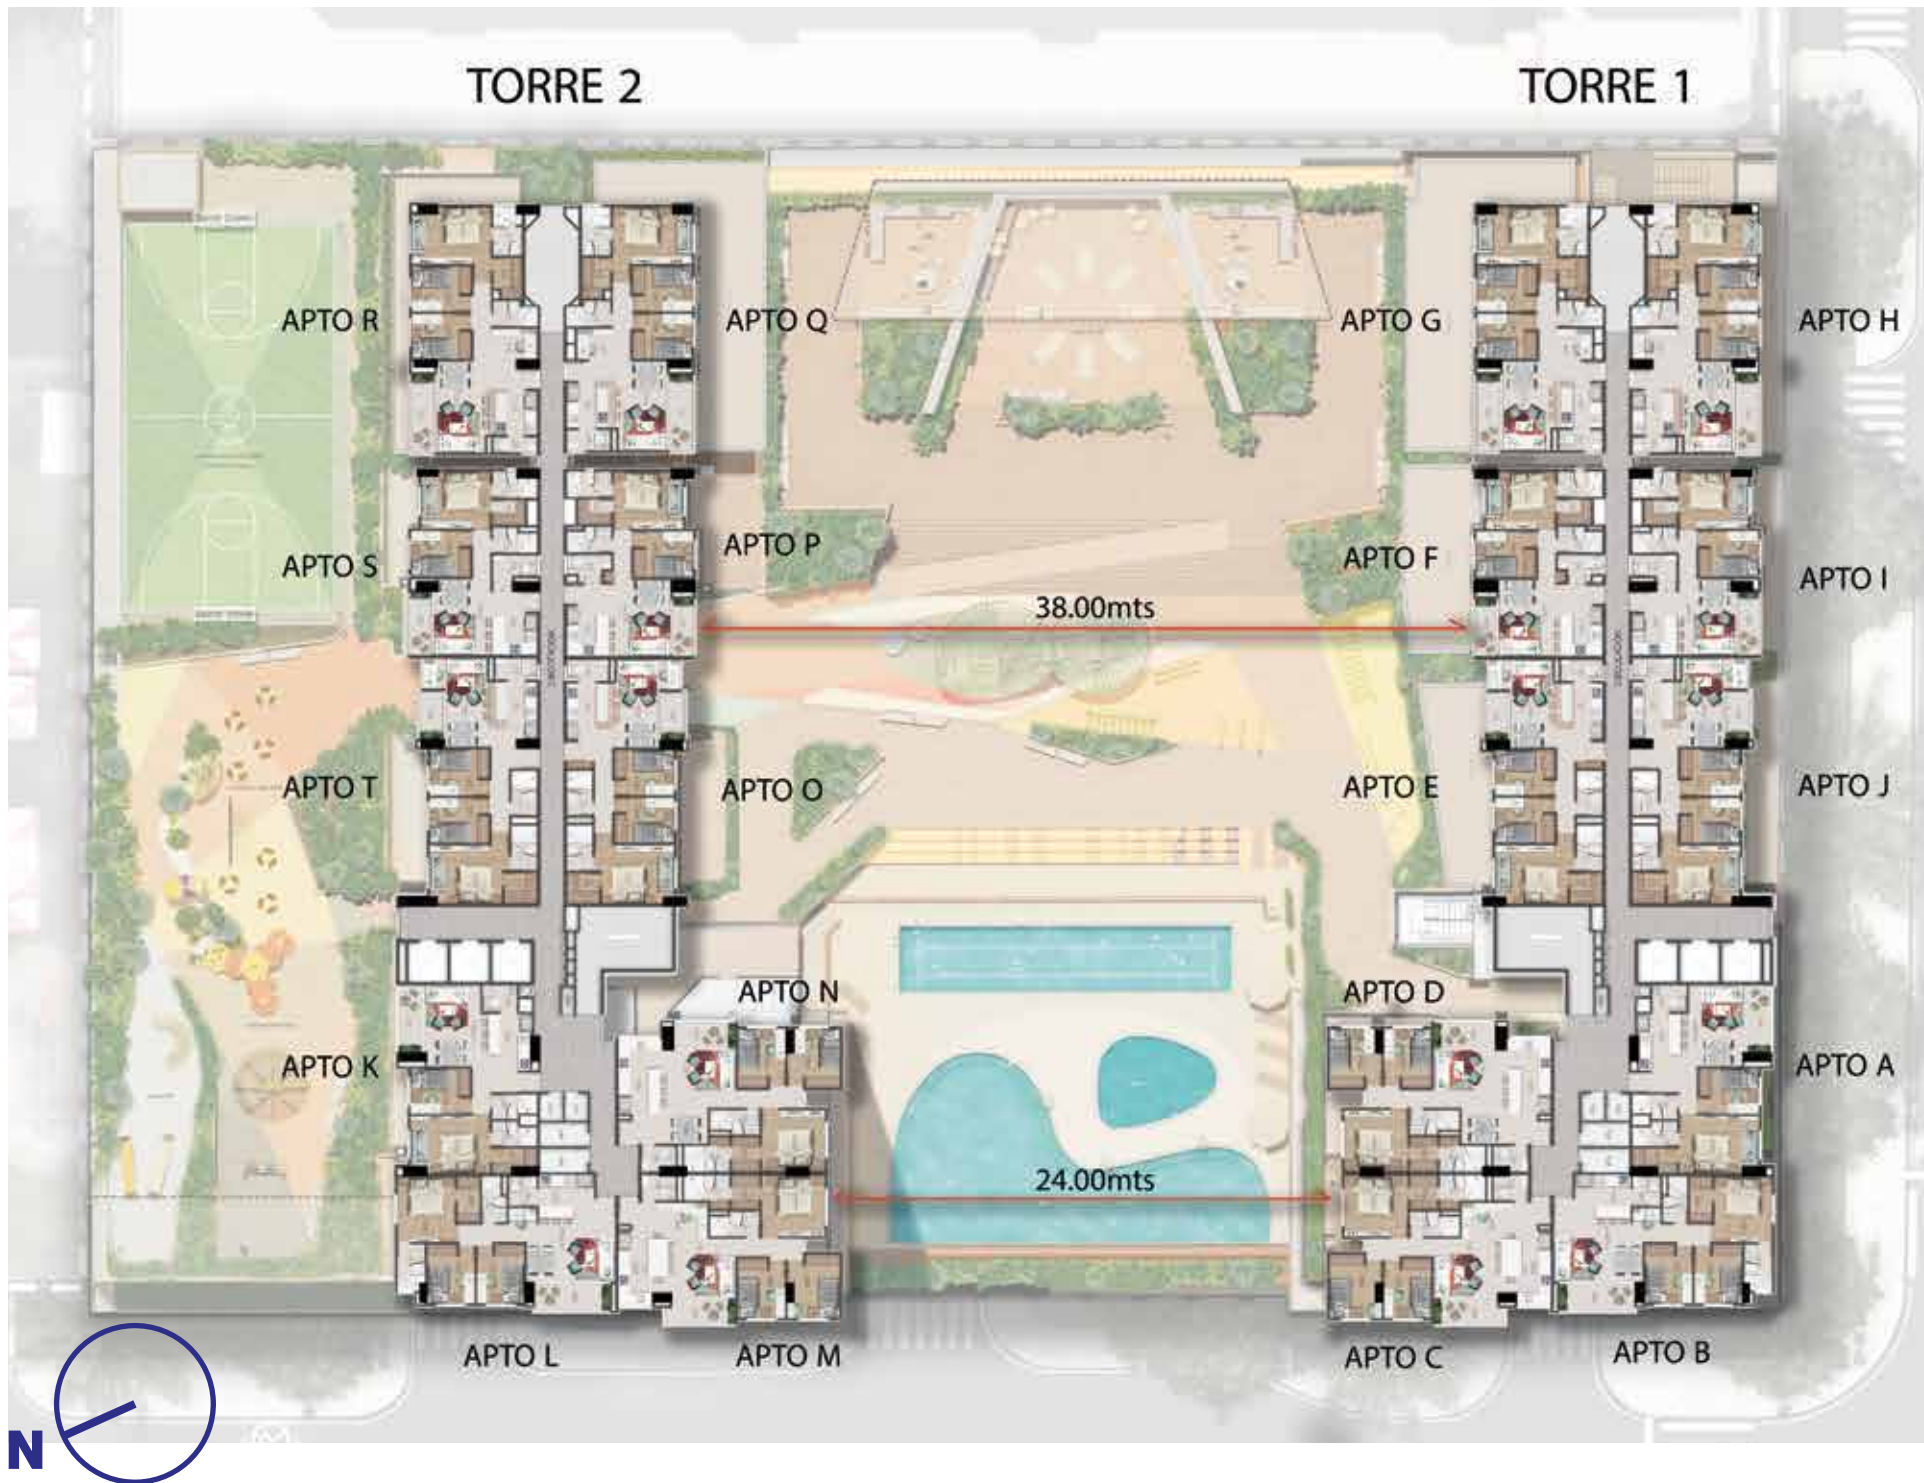 TORRE 2
TORRE 1
APTO R
APTO Q
APTO G
APTO H
APTO S
APTO P
APTO F
APTO I
38.00mts
APTO T
APTO O
APTO E
APTO J
APTO N
APTO D
APTO K
APTO A
24.00mts
APTO L
APTO M
APTO C
APTO B
N